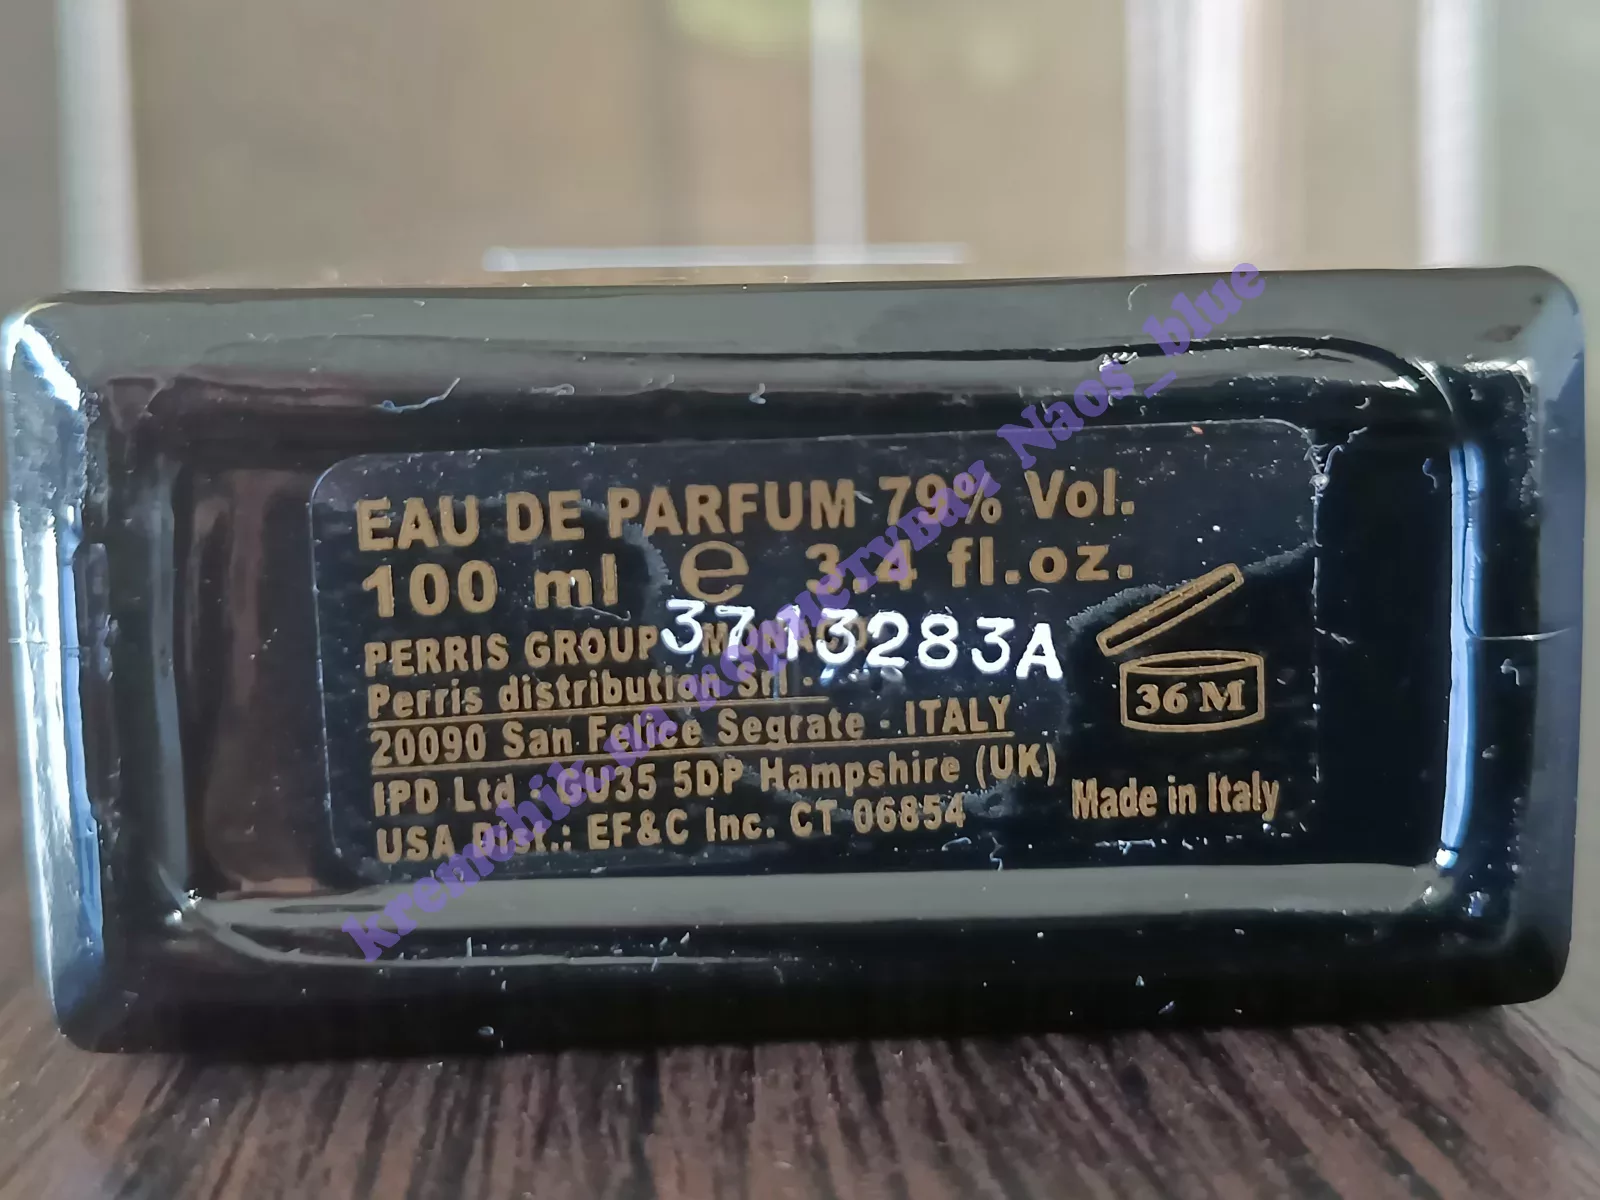 EAU DE PARFUM 79% Vol.
100 ml e 3.4 fl.oz.
PERRIS GROUP - MONACO
3713283A
Perris distribution Srl -
20090 San Felice Segrate - ITALY
IPD Ltd - GU35 5DP Hampshire (UK)
USA Dist.: EF&C Inc. CT 06854
36 M
Made in Italy
Naos_blue